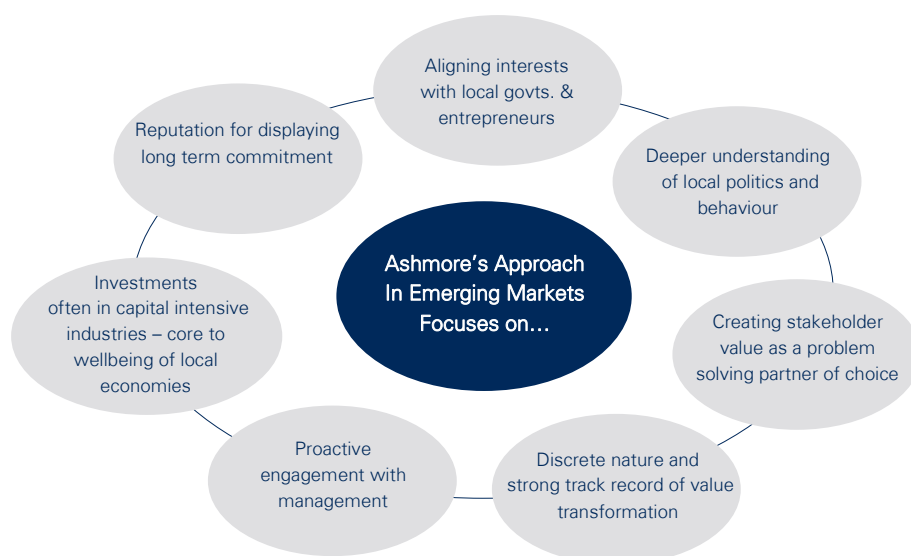 Aligning interests
with local govts. &
entrepreneurs
Deeper understanding
of local politics and
behaviour
Creating stakeholder
value as a problem
solving partner of choice
Discrete nature and
strong track record of value
transformation
Proactive
engagement with
management
Investments
often in capital intensive
industries – core to
wellbeing of local
economies
Reputation for displaying
long term commitment
Ashmore's Approach
In Emerging Markets
Focuses on...